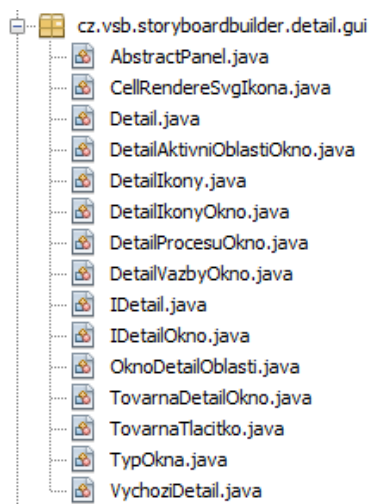 cz.vsb.storyboardbuilder.detail.gui
AbstractPanel.java
CellRendereSvgIkona.java
Detail.java
DetailAktivniOblastiOkno.java
DetailIkony.java
DetailIkonyOkno.java
DetailProcesuOkno.java
DetailVazbyOkno.java
IDetail.java
IDetailOkno.java
OknoDetailOblasti.java
TovarnaDetailOkno.java
TovarnaTlacitko.java
TypOkna.java
VychoziDetail.java